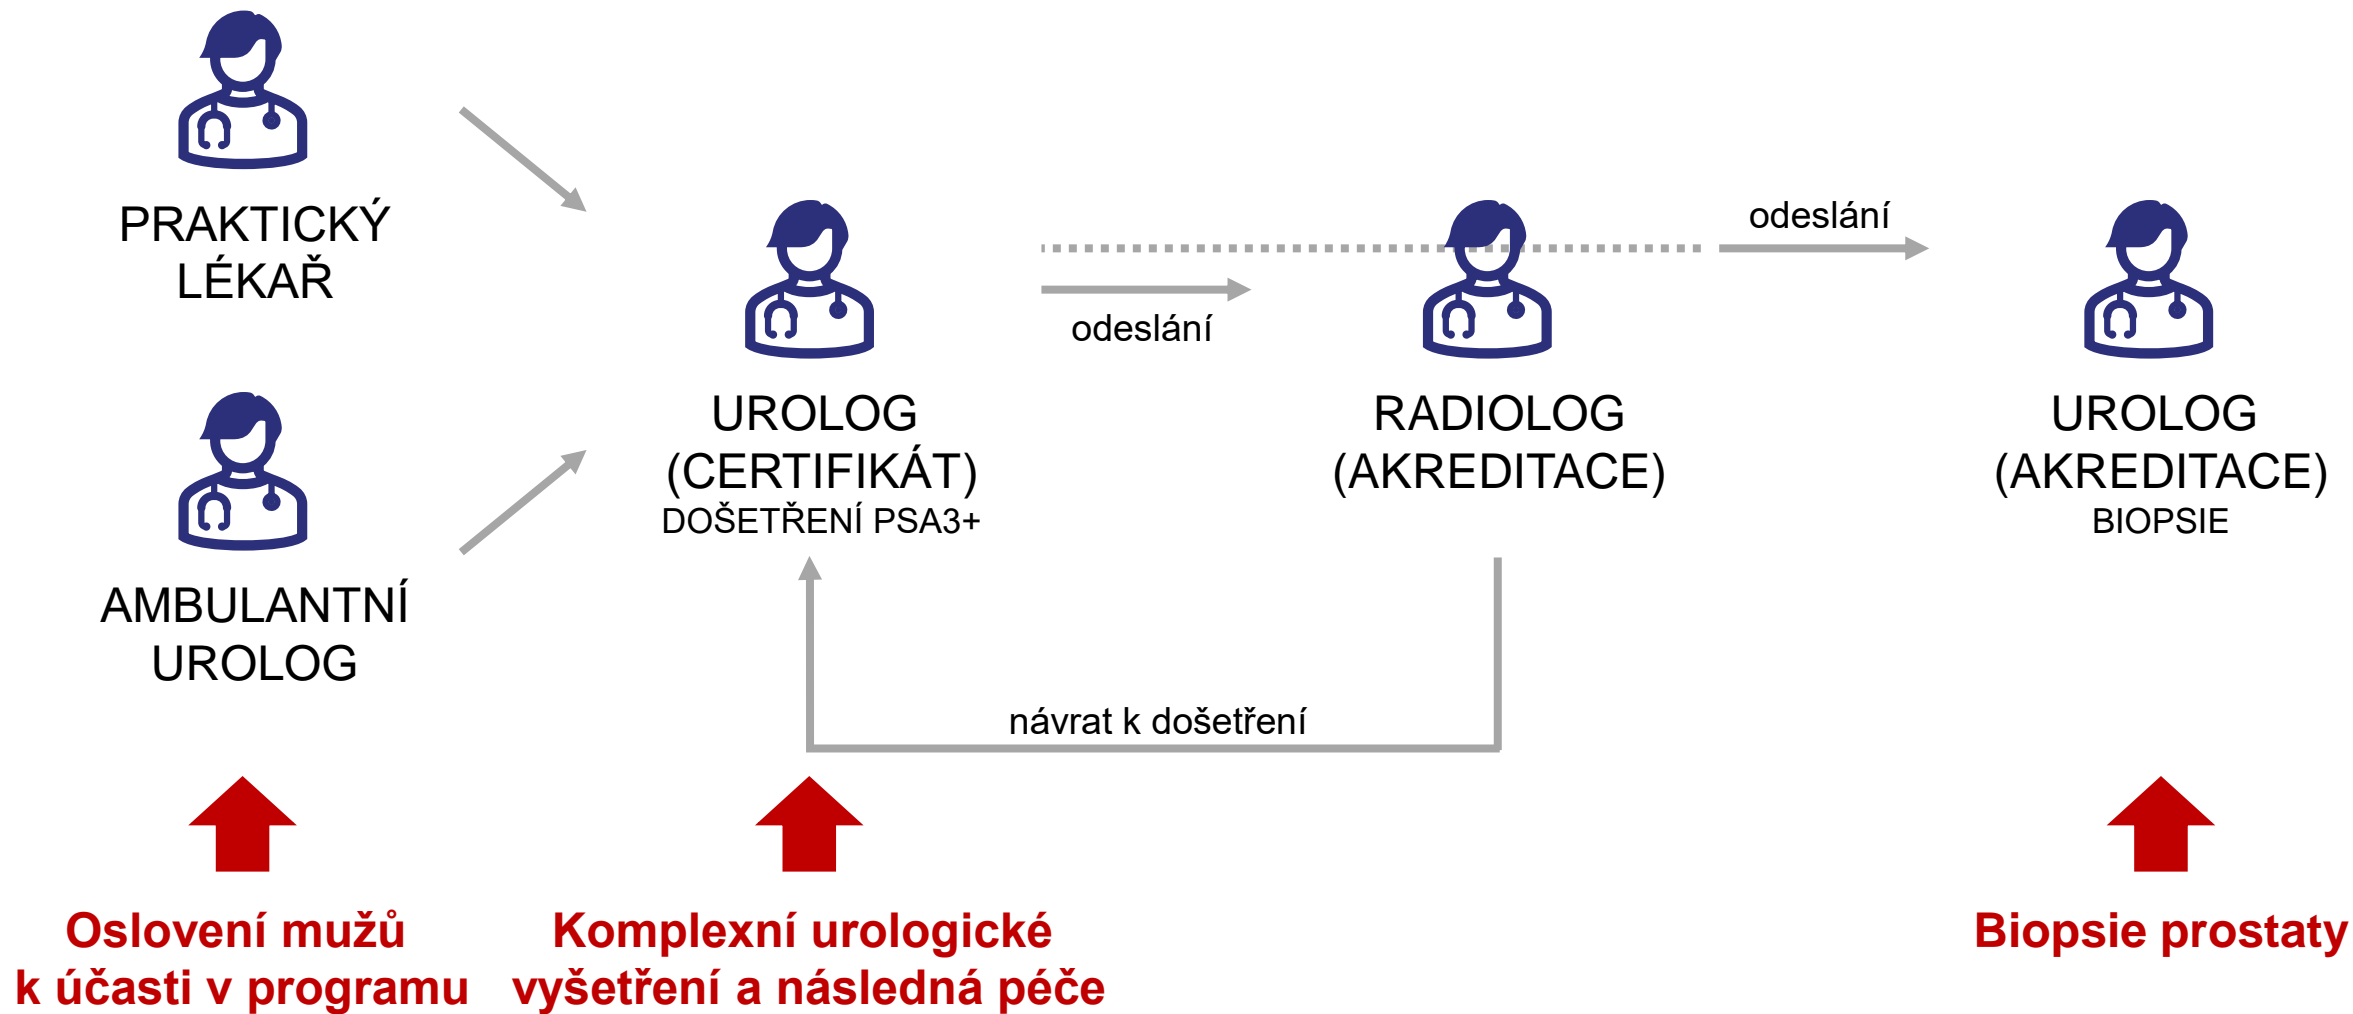 PRAKTICKÝ
LÉKAŘ
AMBULANTNÍ
UROLOG
UROLOG
(CERTIFIKÁT)
DOŠETŘENÍ PSA3+
odeslání
RADIOLOG
(AKREDITACE)
odeslání
UROLOG
(AKREDITACE)
BIOPSIE
návrat k došetření
Oslovení mužů
k účasti v programu
Komplexní urologické
vyšetření a následná péče
Biopsie prostaty